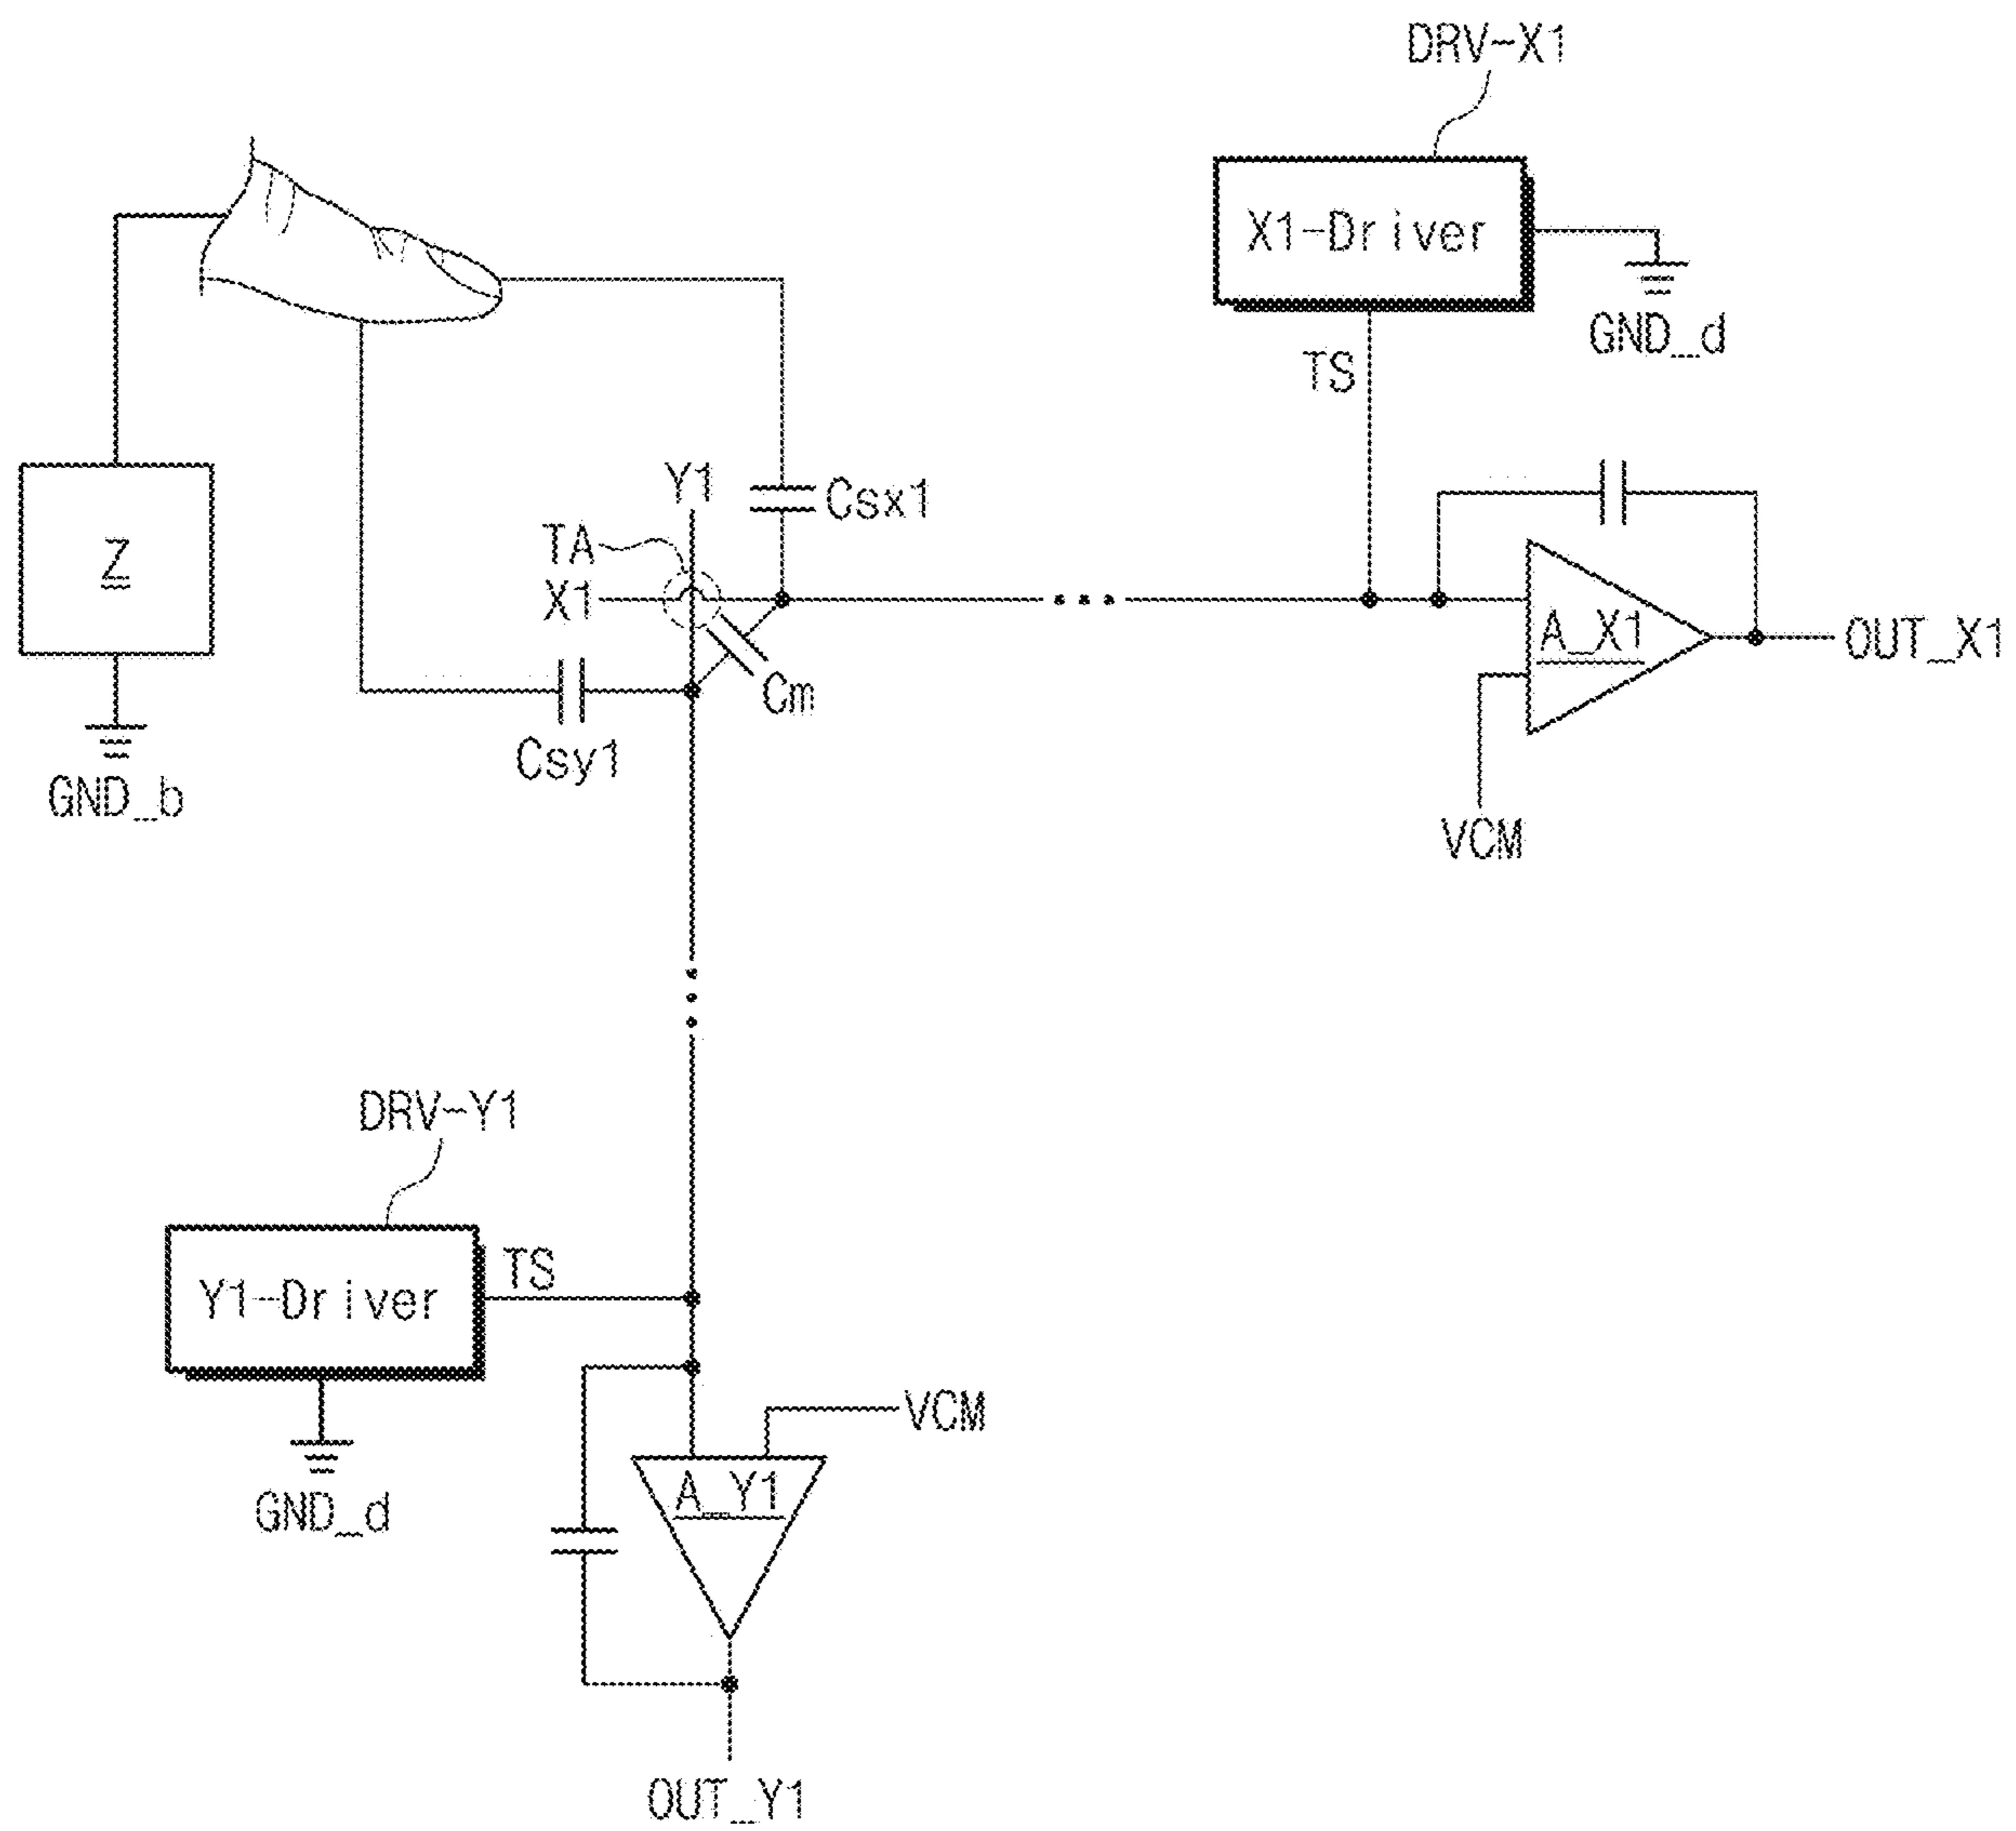 DRV-X1
X1-Driver
GND_d
TS
Y1
Csx1
TA
X1
Z
A_X1
OUT_X1
Cm
Csy1
GND_b
VCM
DRV-Y1
TS
Y1-Driver
VCM
A_Y1
GND_d
OUT_Y1